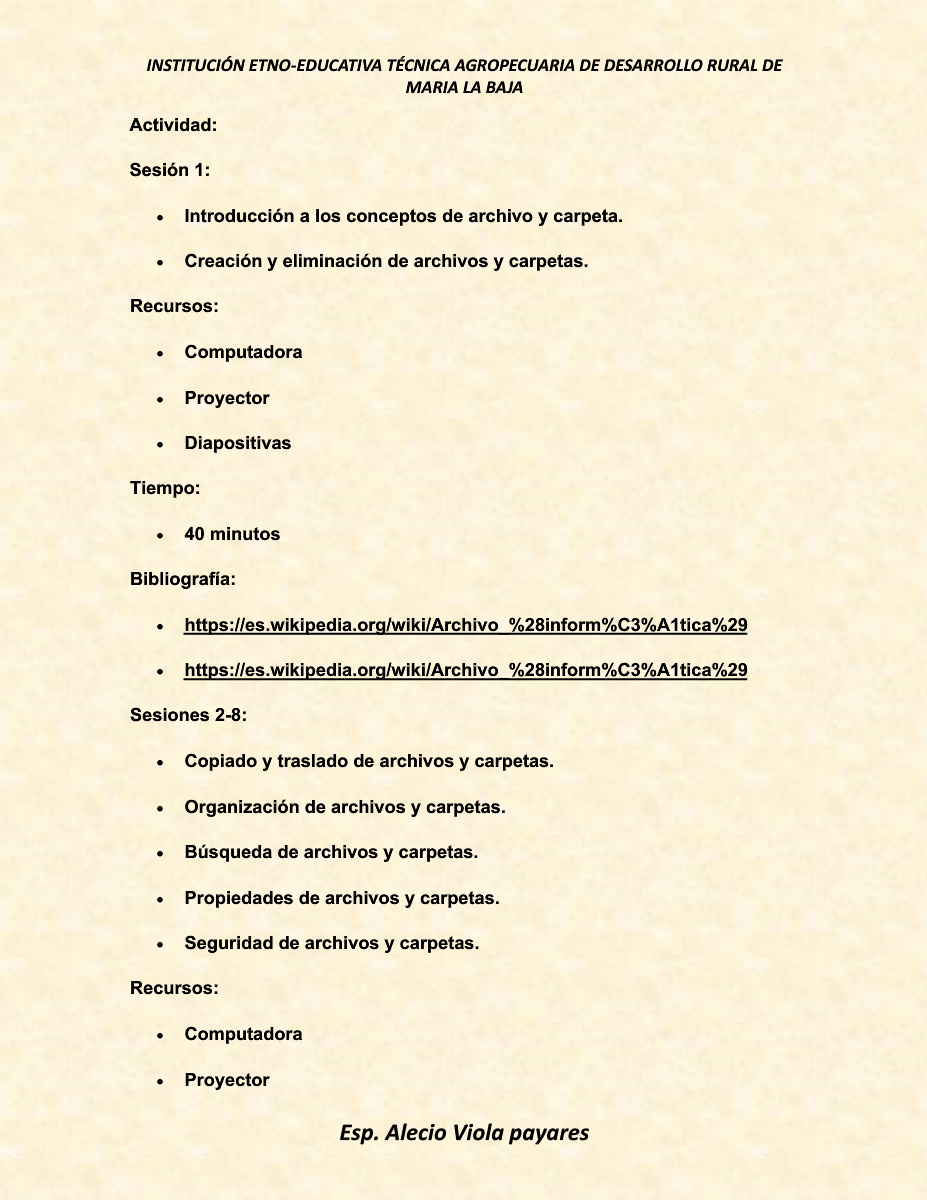 INSTITUCIÓN ETNO-EDUCATIVA TÉCNICA AGROPECUARIA DE DESARROLLO RURAL DE
MARIA LA BAJA
Actividad:
Sesión 1:
• Introducción a los conceptos de archivo y carpeta.
• Creación y eliminación de archivos y carpetas.
Recursos:
• Computadora
• Proyector
• Diapositivas
Tiempo:
• 40 minutos
Bibliografía:
• https://es.wikipedia.org/wiki/Archivo_%28inform%C3%A1tica%29
• https://es.wikipedia.org/wiki/Archivo_%28inform%C3%A1tica%29
Sesiones 2-8:
• Copiado y traslado de archivos y carpetas.
• Organización de archivos y carpetas.
• Búsqueda de archivos y carpetas.
• Propiedades de archivos y carpetas.
• Seguridad de archivos y carpetas.
Recursos:
• Computadora
• Proyector
Esp. Alecio Viola payares